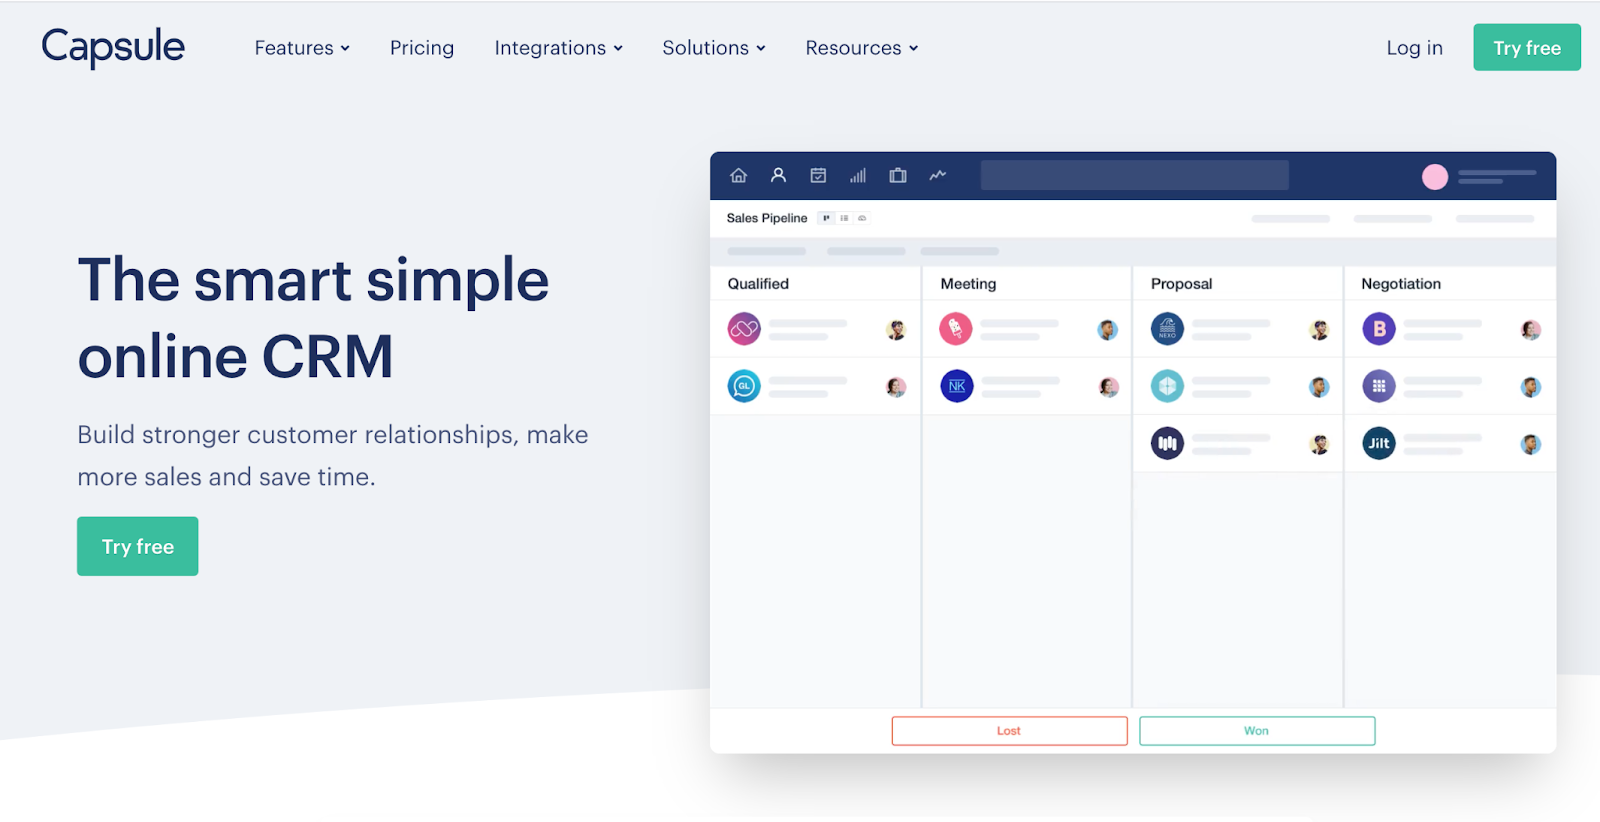 Capsule
Features
Pricing
Integrations
Solutions
Resources
Log in
Try free
The smart simple
online CRM
Build stronger customer relationships, make
more sales and save time.
Try free
Sales Pipeline
Qualified
Meeting
Proposal
Negotiation
NEXO
B
GL
NK
Jilt
Lost
Won